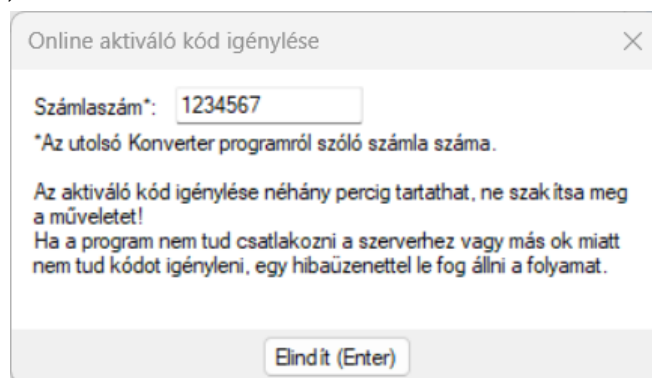 Online aktiváló kód igénylése
Számlaszám*: 1234567
*Az utolsó Konverter programról szóló számla száma.
Az aktiváló kód igénylése néhány percig tartathat, ne szakítsa meg
a műveletet!
Ha a program nem tud csatlakozni a szerverhez vagy más ok miatt
nem tud kódot igényleni, egy hibaüzenettel le fog állni a folyamat.
Elindít (Enter)